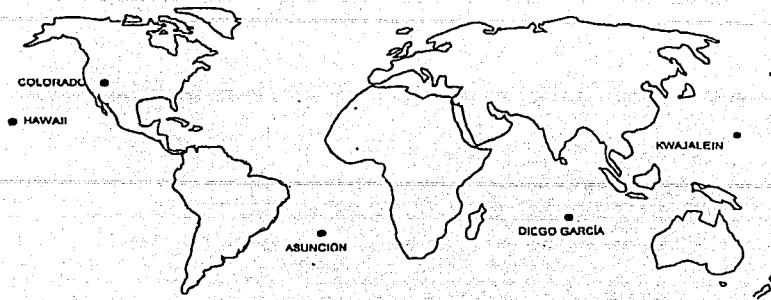 COLORADO
HAWAII
KWAJALEIN
ASUNCIÓN
DIEGO GARCÍA